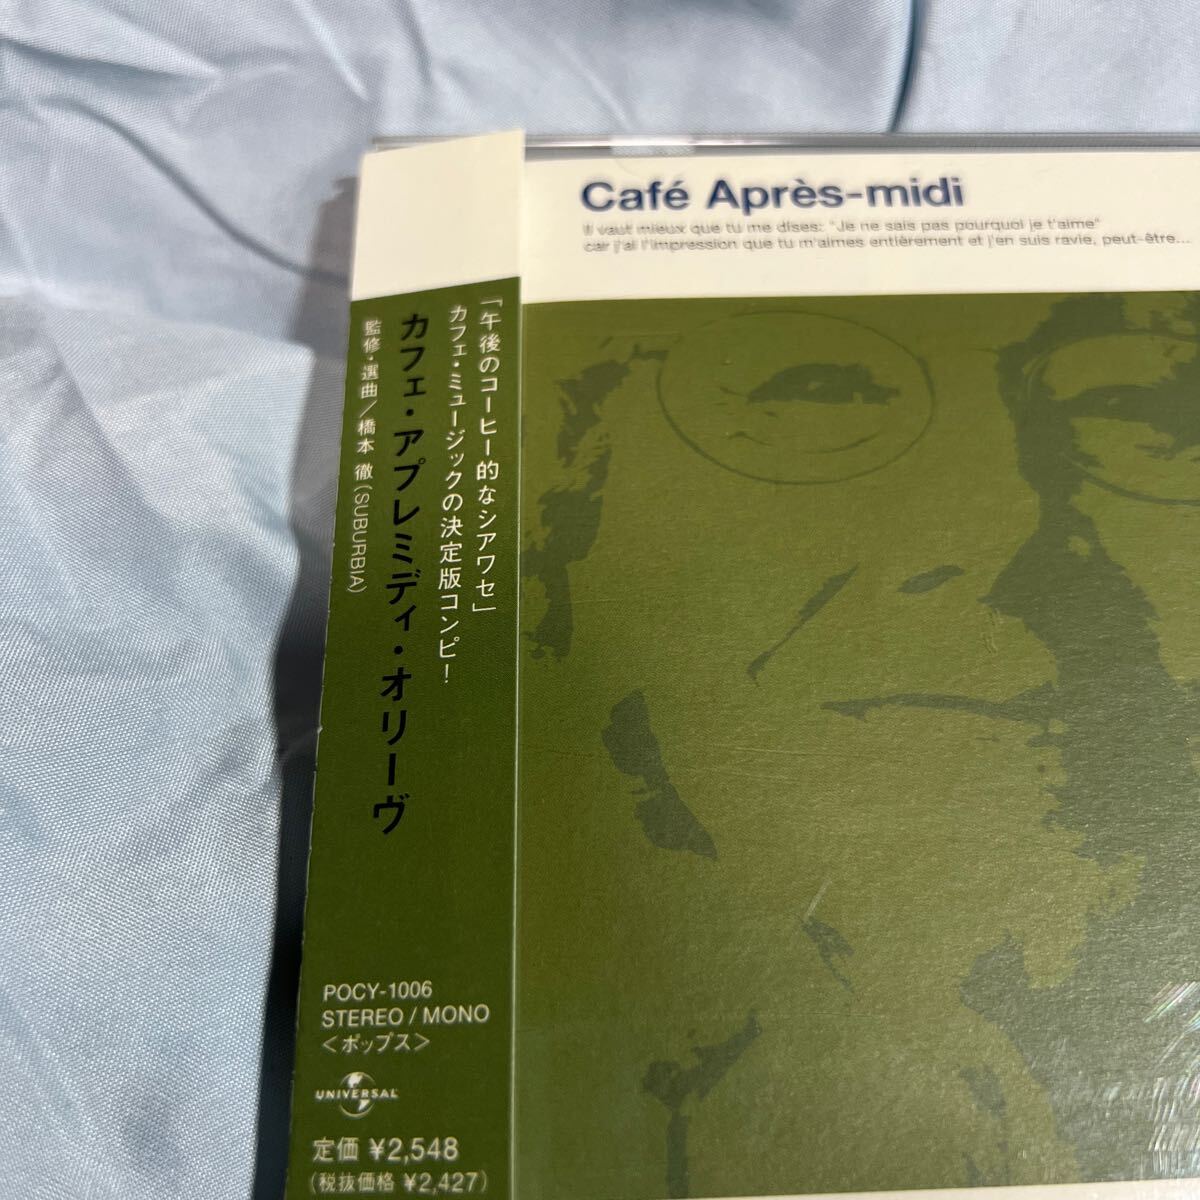 Café Après-midi
Il vaut mieux que tu me dises: "Je ne sais pas pourquoi je t'aime"
car j'ai l'impression que tu m'aimes entièrement et j'en suis ravie, peut-être...
「午後のコーヒー的なシアワセ」
カフェ・ミュージックの決定版コンピ!
カフェ・アプレミディ・オリーヴ
監修・選曲/橋本 徹(SUBURBIA)
POCY-1006
STEREO / MONO
<ポップス>
UNIVERSAL
定価 ¥2,548
(税抜価格 ¥2,427)